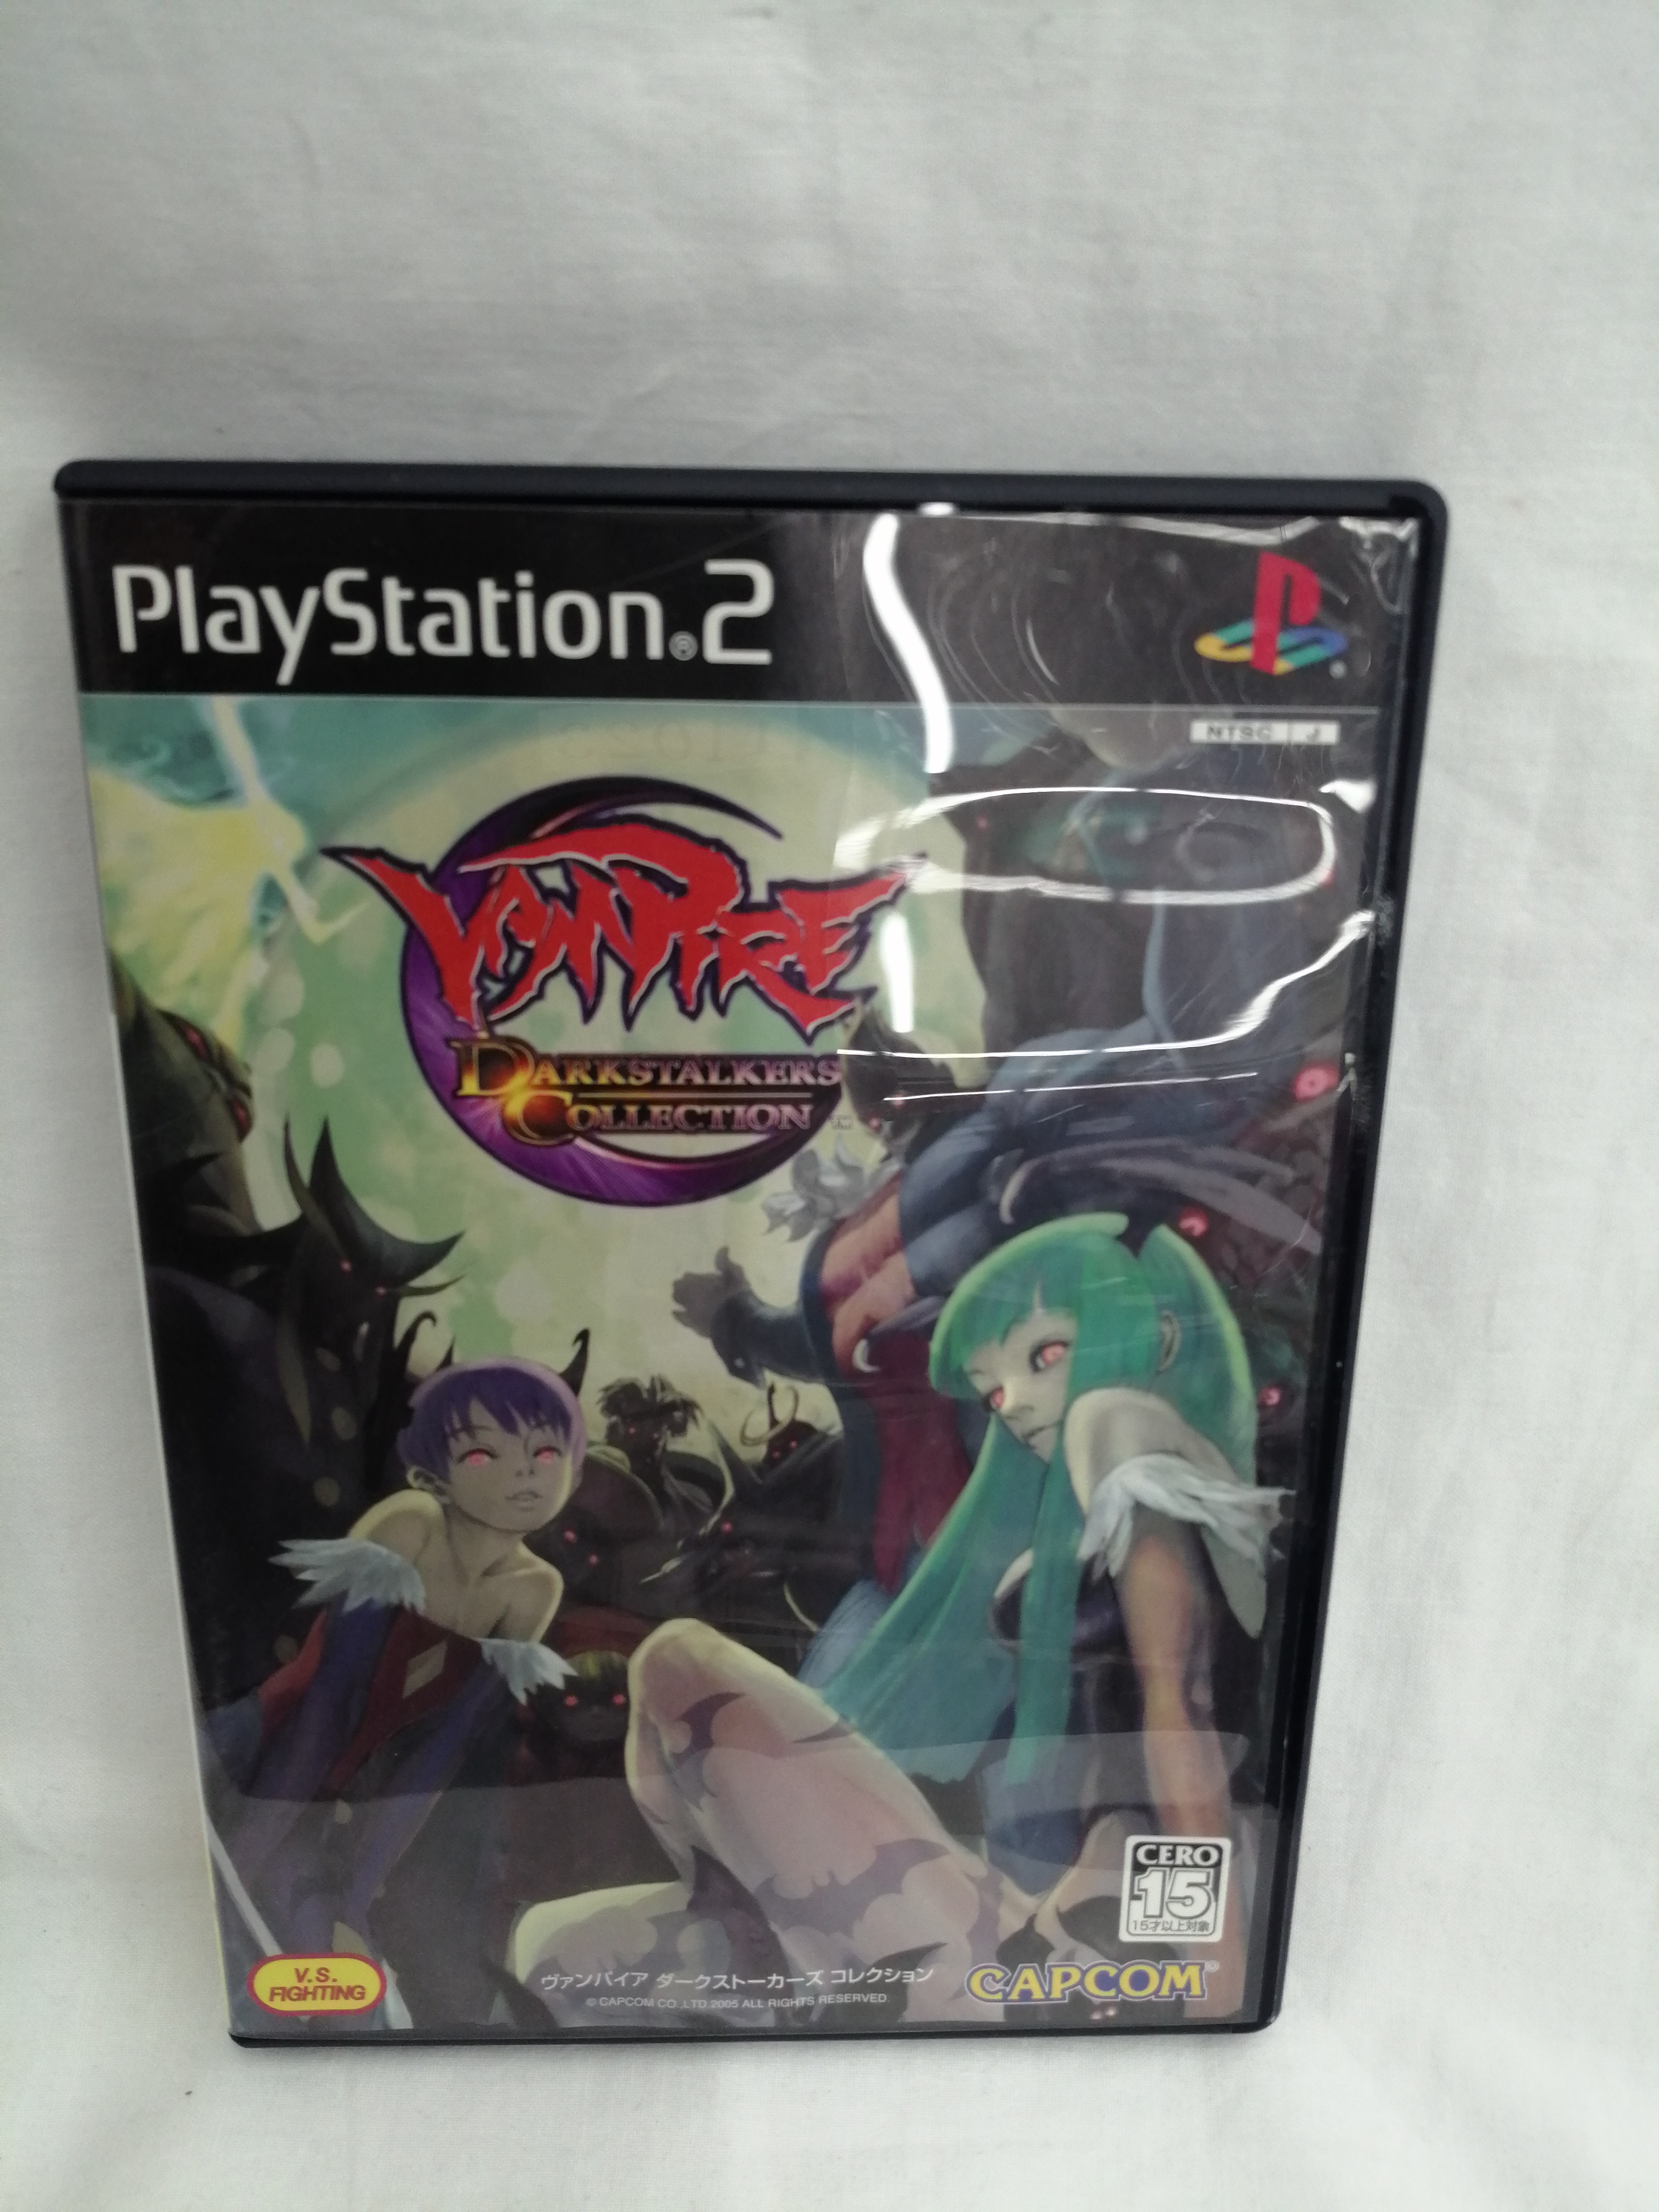 PlayStation®2
NTSC J
VAMPIRE
DARKSTALKERS
COLLECTION™
CERO
15
15才以上対象
V.S.
FIGHTING
ヴァンパイア ダークストーカーズ コレクション
© CAPCOM CO., LTD. 2005 ALL RIGHTS RESERVED.
CAPCOM®